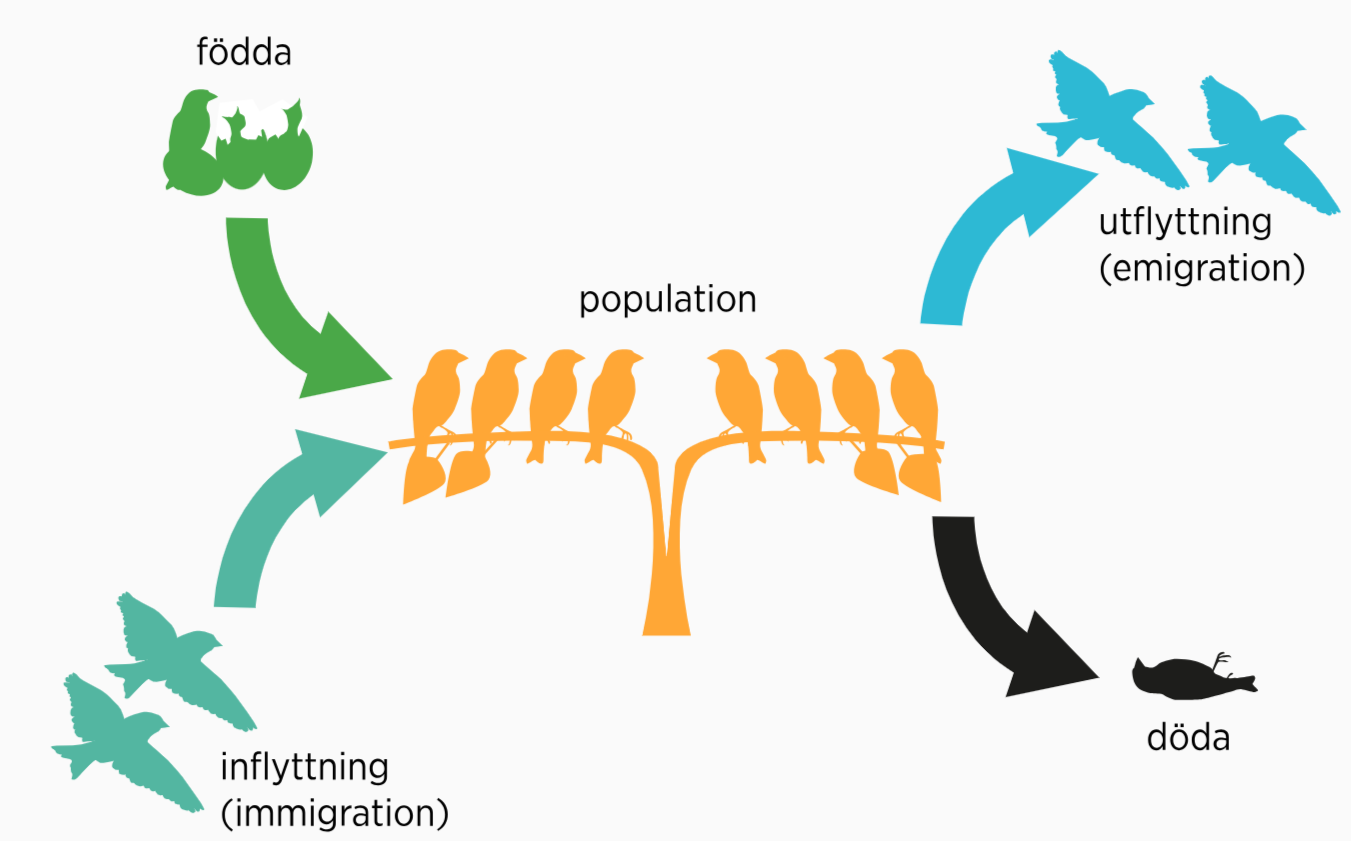 födda
utflyttning
(emigration)
population
inflyttning
(immigration)
döda